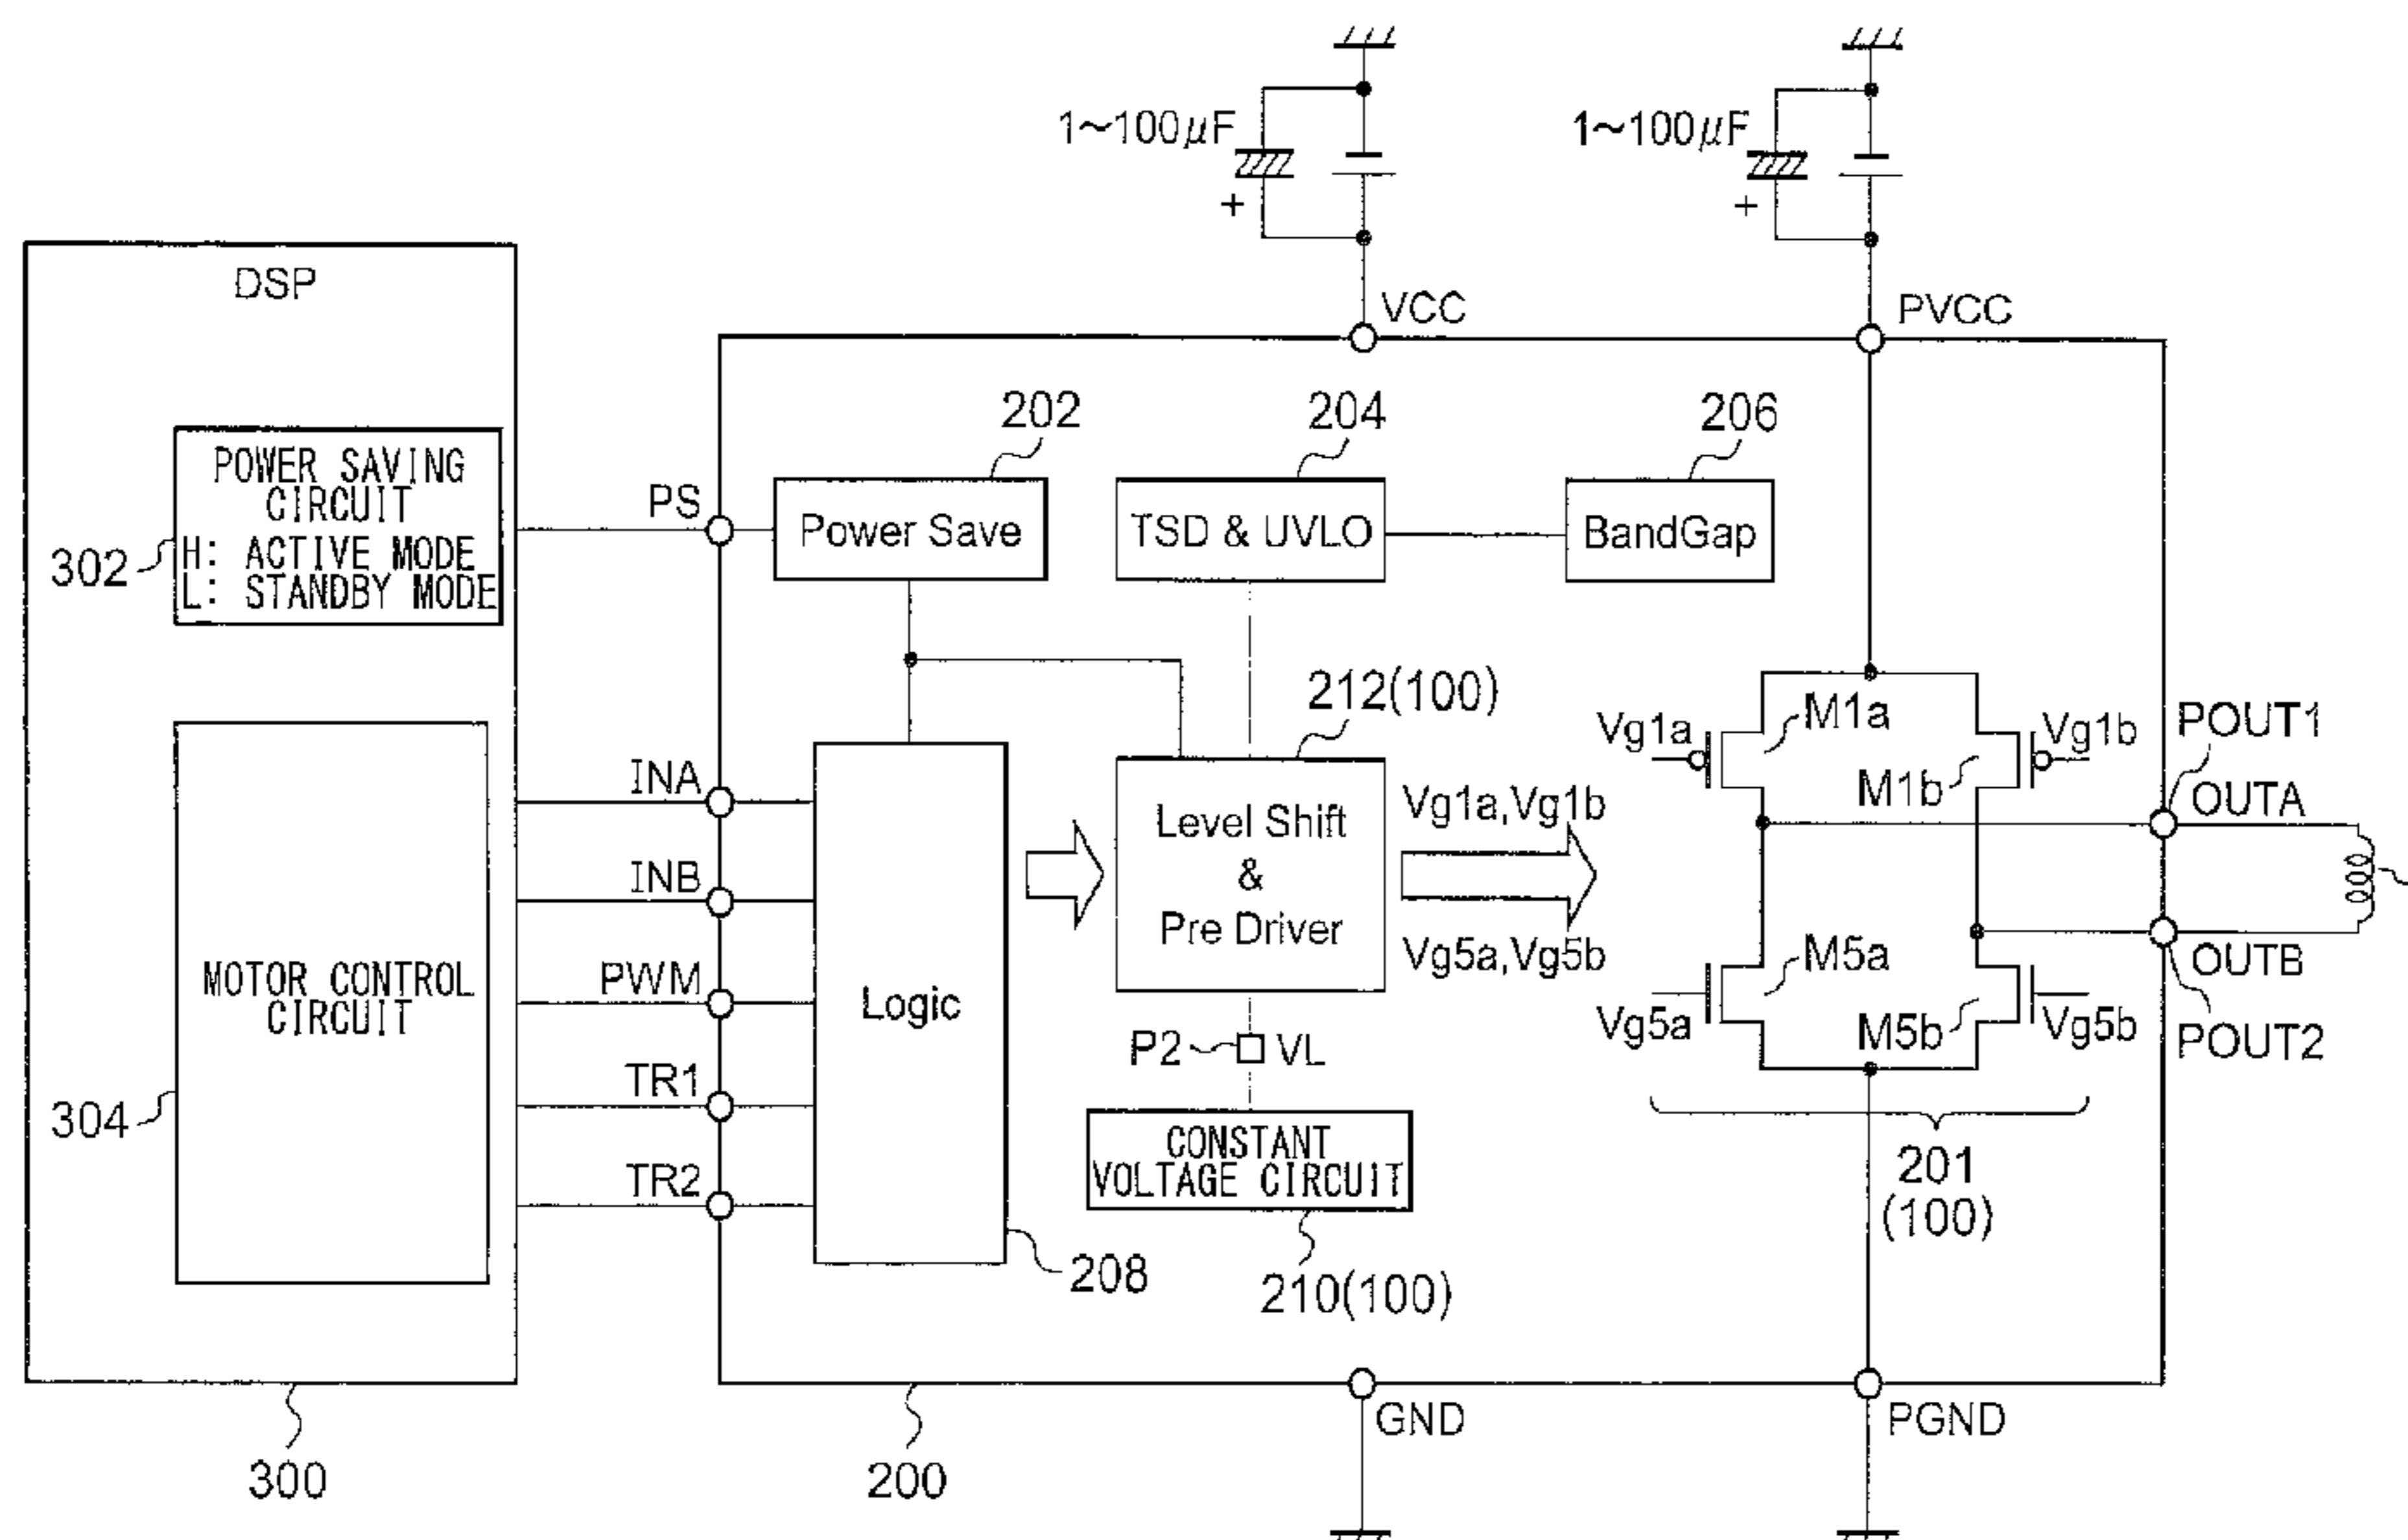 1~100μF
1~100μF
+
+
VCC
PVCC
DSP
POWER SAVING
CIRCUIT
H: ACTIVE MODE
L: STANDBY MODE
302
PS
202
Power Save
204
TSD & UVLO
206
BandGap
212(100)
Level Shift
&
Pre Driver
Vg1a,Vg1b
Vg5a,Vg5b
Vg1a
M1a
M1b
Vg1b
POUT1
OUTA
OUTB
POUT2
M5a
M5b
Vg5a
Vg5b
201
(100)
MOTOR CONTROL
CIRCUIT
304
INA
INB
PWM
TR1
TR2
Logic
208
P2
VL
CONSTANT
VOLTAGE CIRCUIT
210(100)
GND
PGND
300
200